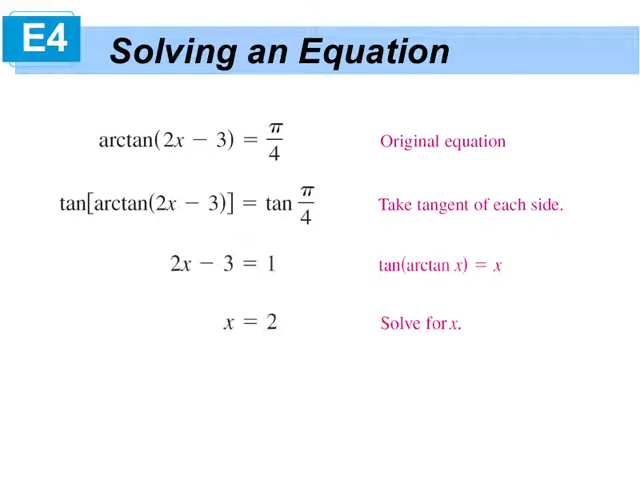 E4
Solving an Equation
arctan(2x − 3) = π/4 Original equation
tan[arctan(2x − 3)] = tan π/4 Take tangent of each side.
2x − 3 = 1 tan(arctan x) = x
x = 2 Solve for x.